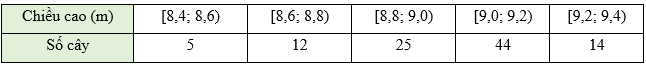 Chiều cao (m) [8,4; 8,6) [8,6; 8,8) [8,8; 9,0) [9,0; 9,2) [9,2; 9,4)
Số cây 5 12 25 44 14